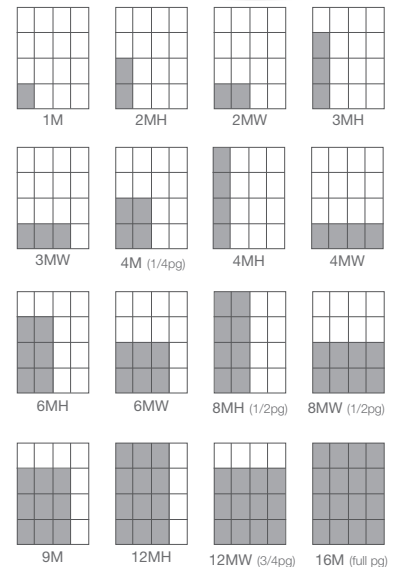 1M 2MH 2MW 3MH
3MW 4M (1/4pg) 4MH 4MW
6MH 6MW 8MH (1/2pg) 8MW (1/2pg)
9M 12MH 12MW (3/4pg) 16M (full pg)